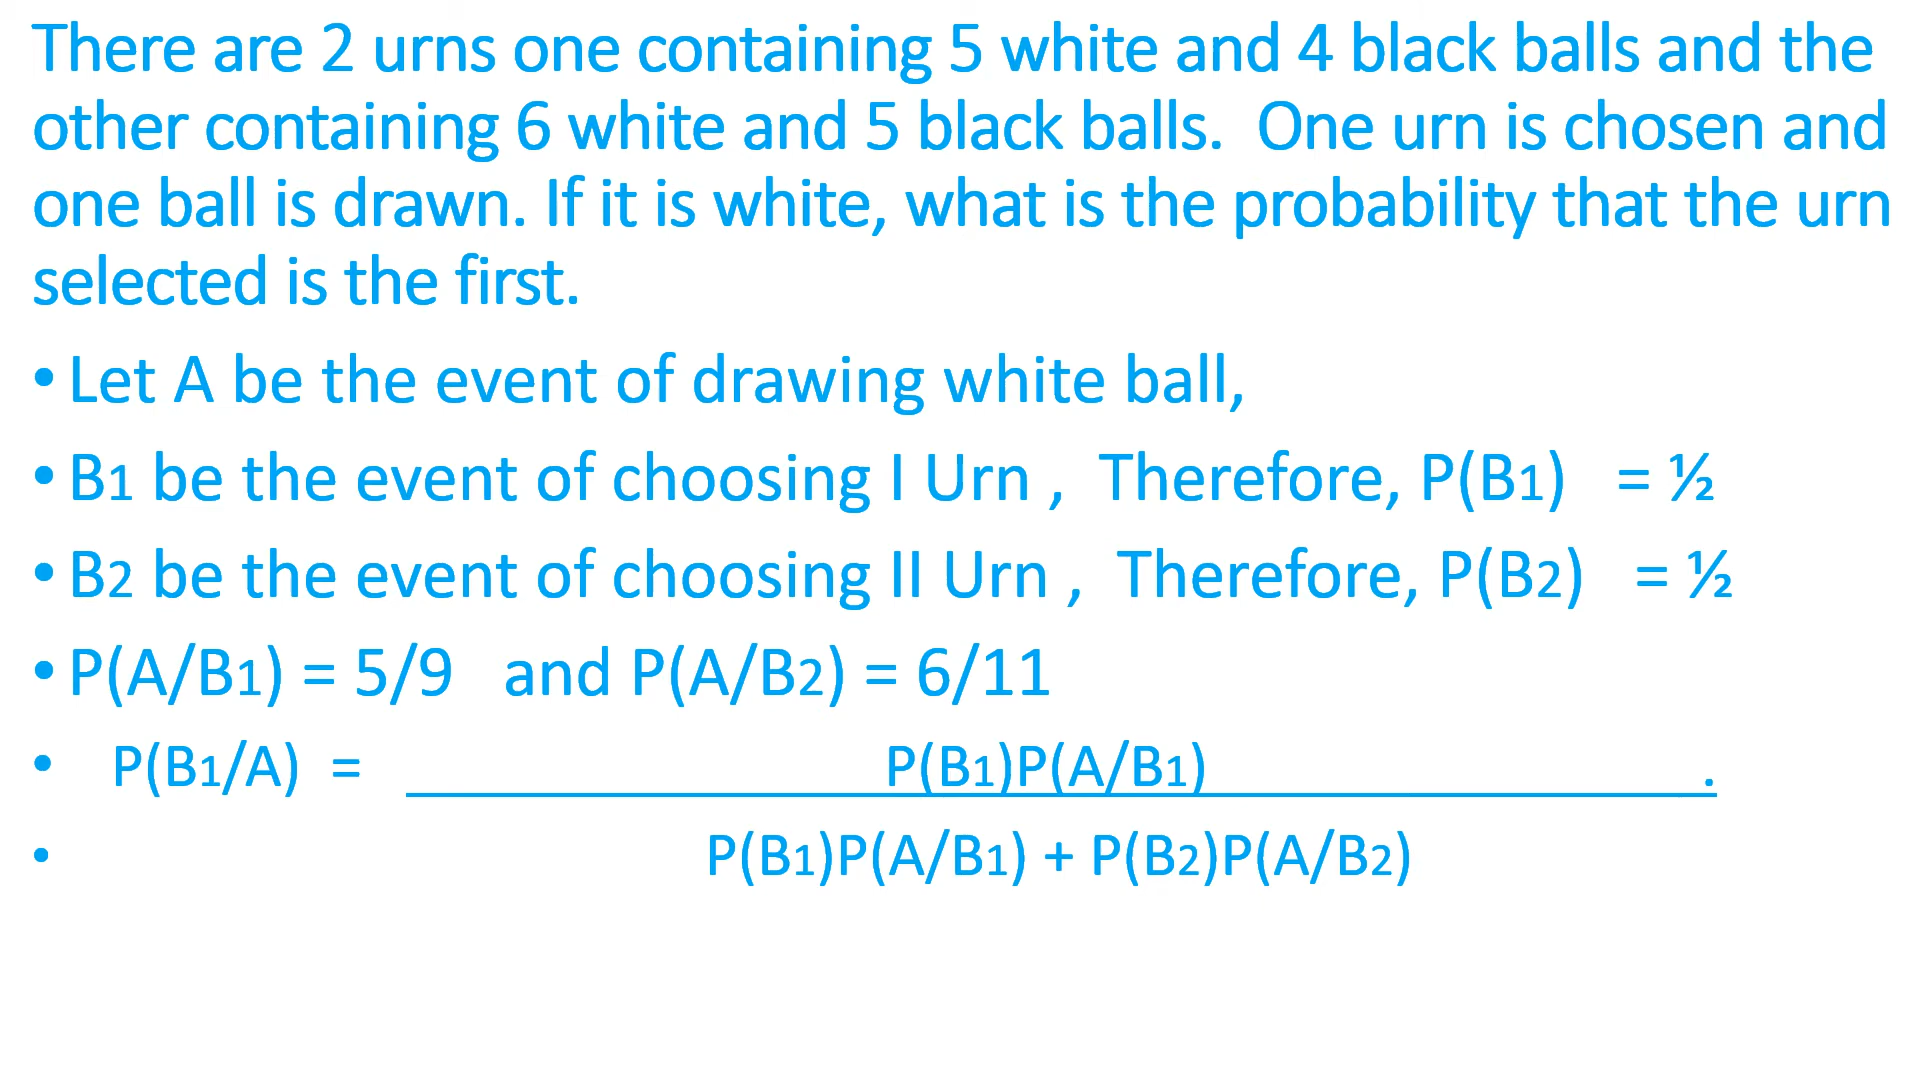 There are 2 urns one containing 5 white and 4 black balls and the
other containing 6 white and 5 black balls.  One urn is chosen and
one ball is drawn. If it is white, what is the probability that the urn
selected is the first.
• Let A be the event of drawing white ball,
• B1 be the event of choosing I Urn ,  Therefore, P(B1)   = ½
• B2 be the event of choosing II Urn ,  Therefore, P(B2)   = ½
• P(A/B1) = 5/9   and P(A/B2) = 6/11
•   P(B1/A)  =   P(B1)P(A/B1)   .
•   P(B1)P(A/B1) + P(B2)P(A/B2)